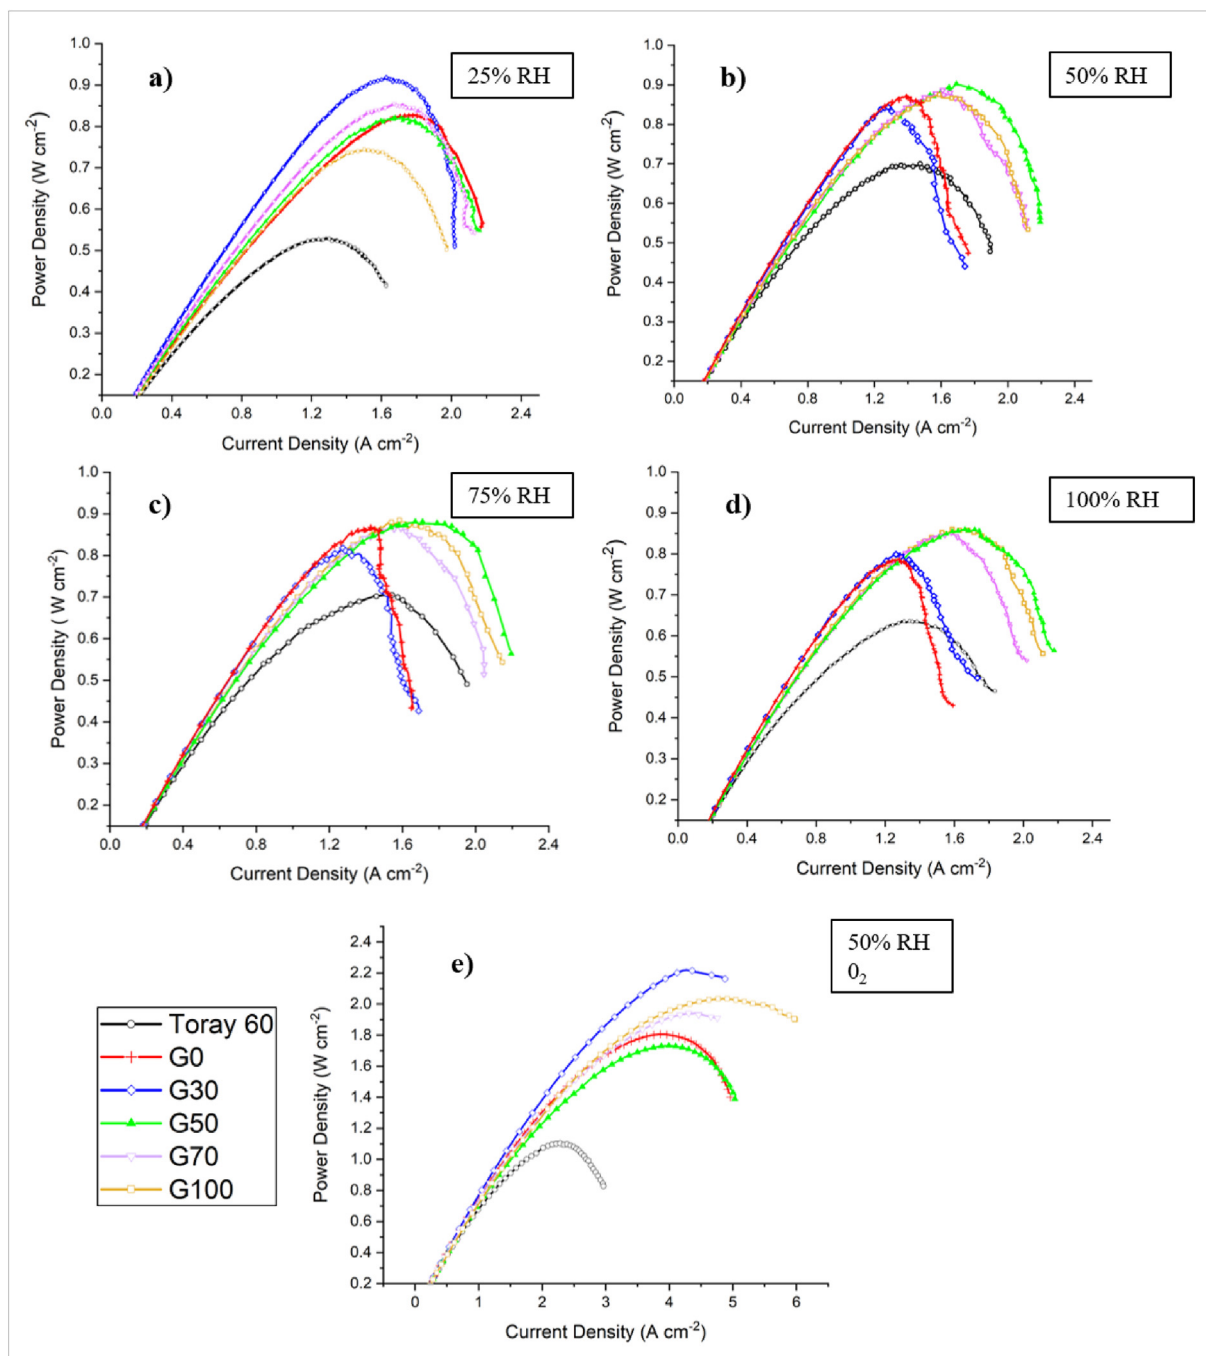 a)
25% RH
1.0
0.9
0.8
0.7
0.6
0.5
0.4
0.3
0.2
Power Density (W cm-2)
0.0 0.4 0.8 1.2 1.6 2.0 2.4
Current Density (A cm-2)
b)
50% RH
1.0
0.9
0.8
0.7
0.6
0.5
0.4
0.3
0.2
Power Density (W cm-2)
0.0 0.4 0.8 1.2 1.6 2.0 2.4
Current Density (A cm-2)
c)
75% RH
1.0
0.9
0.8
0.7
0.6
0.5
0.4
0.3
0.2
Power Density ( W cm-2)
0.0 0.4 0.8 1.2 1.6 2.0 2.4
Current Density (A cm-2)
d)
100% RH
1.0
0.9
0.8
0.7
0.6
0.5
0.4
0.3
0.2
Power Density (W cm-2)
0.0 0.4 0.8 1.2 1.6 2.0 2.4
Current Density (A cm-2)
e)
50% RH
02
2.4
2.2
2.0
1.8
1.6
1.4
1.2
1.0
0.8
0.6
0.4
0.2
Power Density (W cm-2)
0 1 2 3 4 5 6
Current Density (A cm-2)
Toray 60
G0
G30
G50
G70
G100